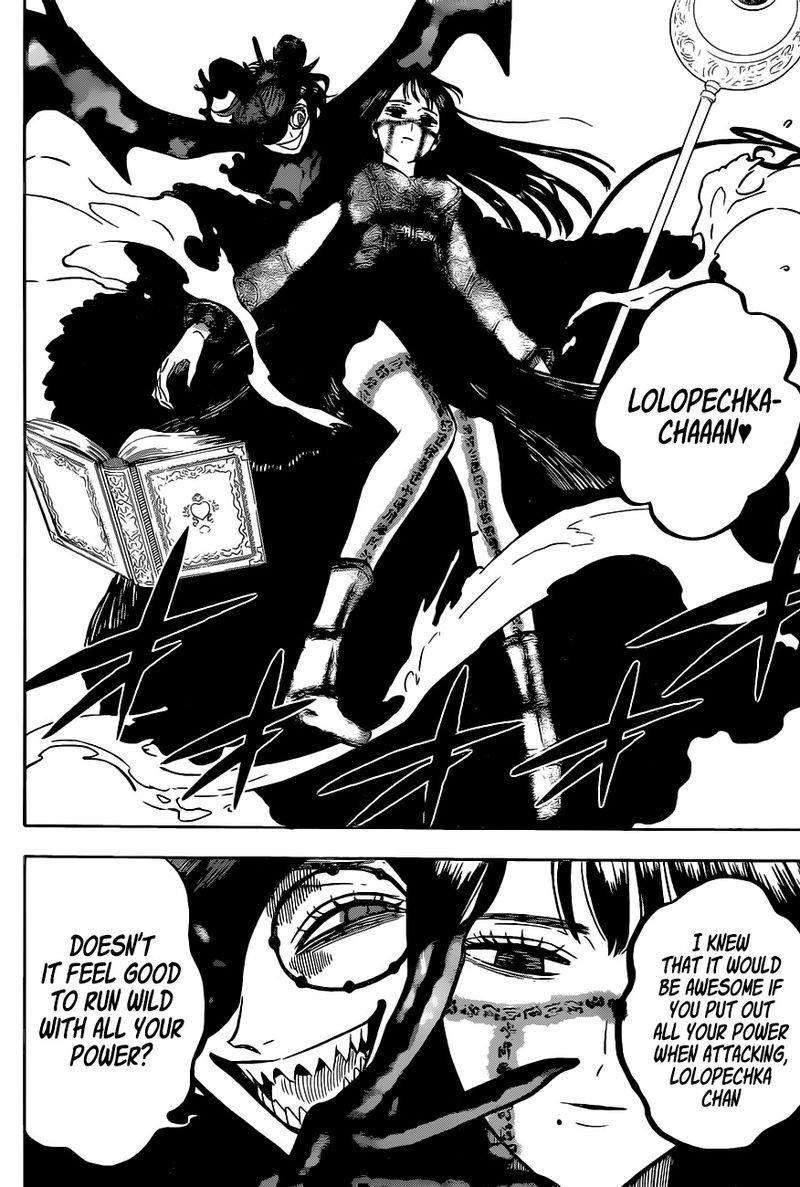 LOLOPECHKA-
CHAAAN♥
I KNEW
THAT IT WOULD
BE AWESOME IF
YOU PUT OUT
ALL YOUR POWER
WHEN ATTACKING,
LOLOPECHKA
CHAN
DOESN'T
IT FEEL GOOD
TO RUN WILD
WITH ALL YOUR
POWER?